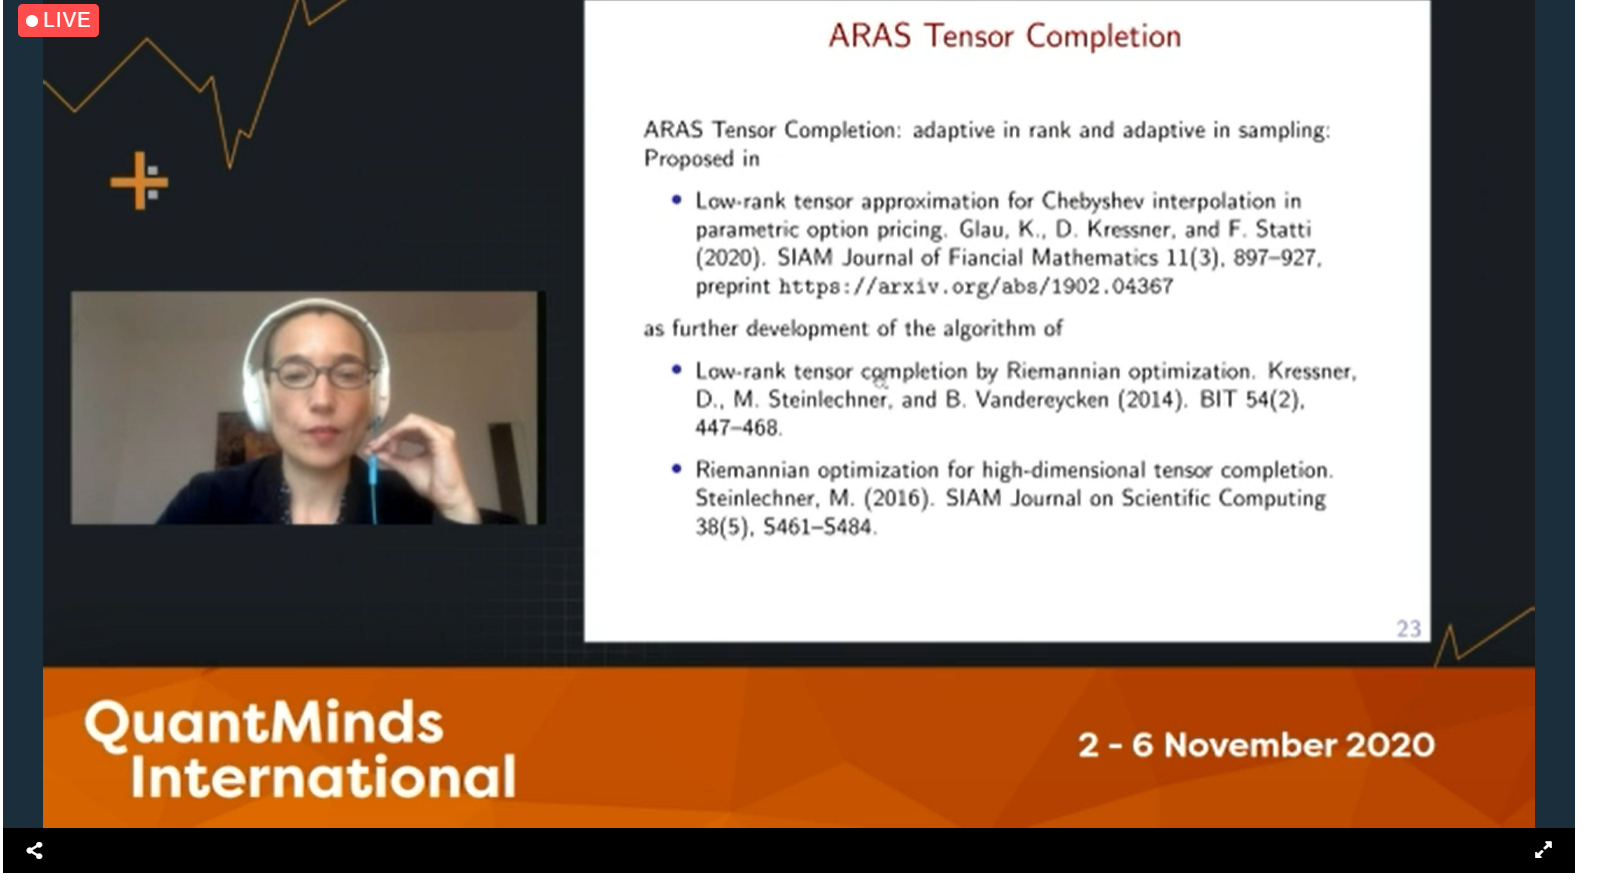 LIVE
ARAS Tensor Completion
ARAS Tensor Completion: adaptive in rank and adaptive in sampling:
Proposed in
• Low-rank tensor approximation for Chebyshev interpolation in
parametric option pricing. Glau, K., D. Kressner, and F. Statti
(2020). SIAM Journal of Fiancial Mathematics 11(3), 897–927,
preprint https://arxiv.org/abs/1902.04367
as further development of the algorithm of
• Low-rank tensor completion by Riemannian optimization. Kressner,
D., M. Steinlechner, and B. Vandereycken (2014). BIT 54(2),
447–468.
• Riemannian optimization for high-dimensional tensor completion.
Steinlechner, M. (2016). SIAM Journal on Scientific Computing
38(5), S461–S484.
23
QuantMinds
International
2 - 6 November 2020